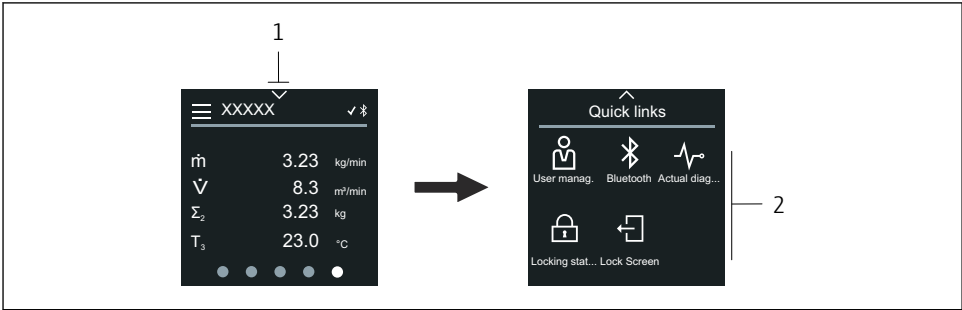 1
XXXXX
ṁ 3.23 kg/min
V̇ 8.3 m³/min
Σ₂ 3.23 kg
T₃ 23.0 °C
Quick links
User manag. Bluetooth Actual diag...
Locking stat... Lock Screen
2